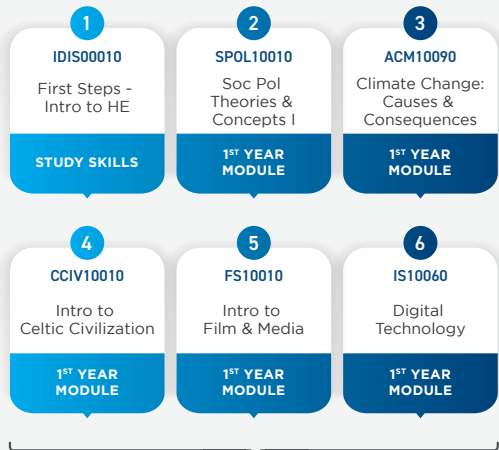 1
IDIS00010
First Steps -
Intro to HE
STUDY SKILLS
2
SPOL10010
Soc Pol
Theories &
Concepts I
1ST YEAR
MODULE
3
ACM10090
Climate Change:
Causes &
Consequences
1ST YEAR
MODULE
4
CCIV10010
Intro to
Celtic Civilization
1ST YEAR
MODULE
5
FS10010
Intro to
Film & Media
1ST YEAR
MODULE
6
IS10060
Digital
Technology
1ST YEAR
MODULE